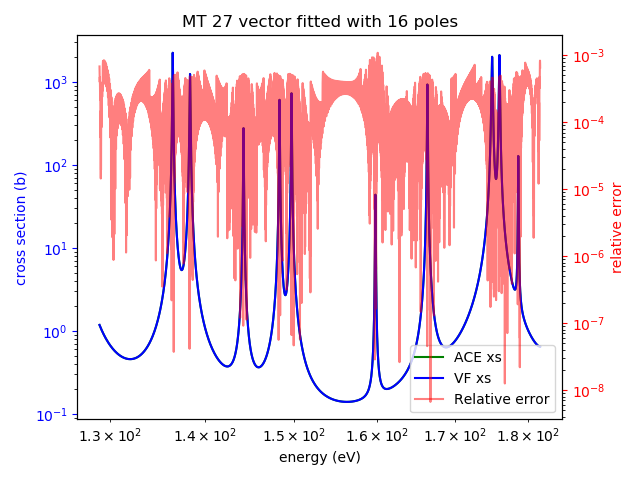 MT 27 vector fitted with 16 poles
cross section (b)
10³
10²
10¹
10⁰
10⁻¹
10⁻³
10⁻⁴
10⁻⁵
10⁻⁶
10⁻⁷
10⁻⁸
relative error
ACE xs
VF xs
Relative error
1.3 × 10² 1.4 × 10² 1.5 × 10² 1.6 × 10² 1.7 × 10² 1.8 × 10²
energy (eV)